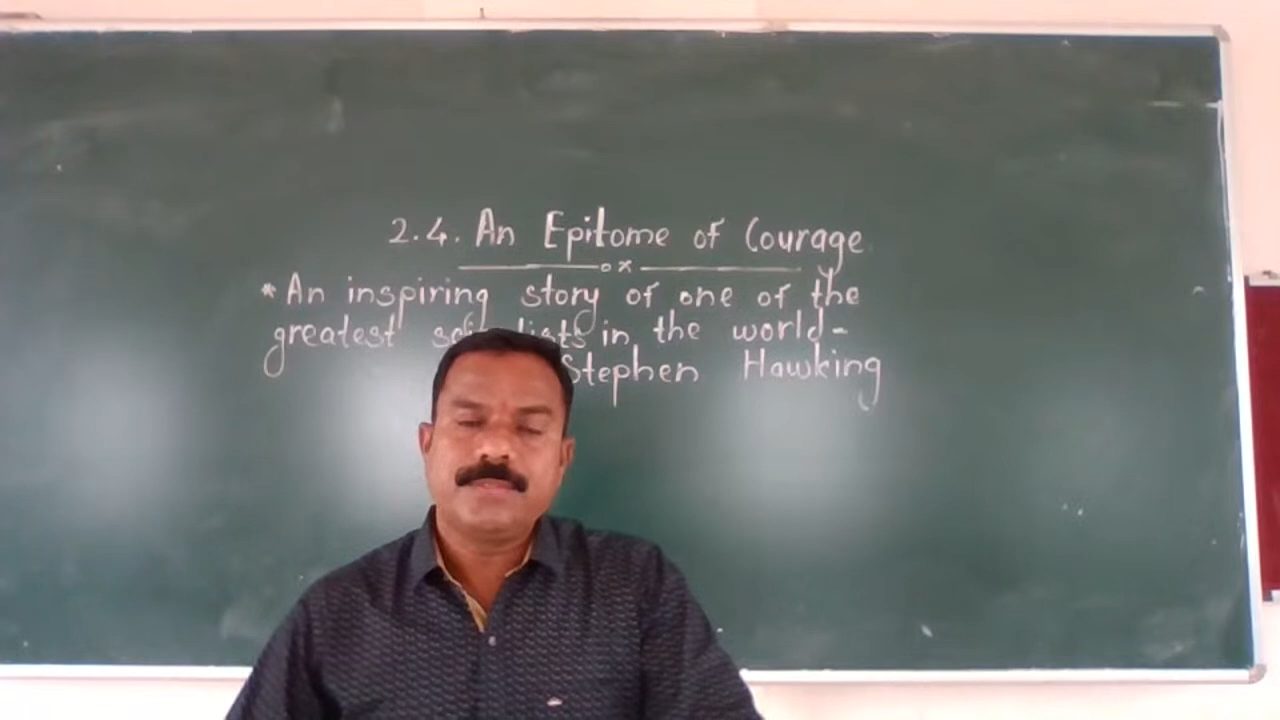 2.4. An Epitome of Courage
* An inspiring story of one of the
greatest scientists in the world-
Stephen Hawking